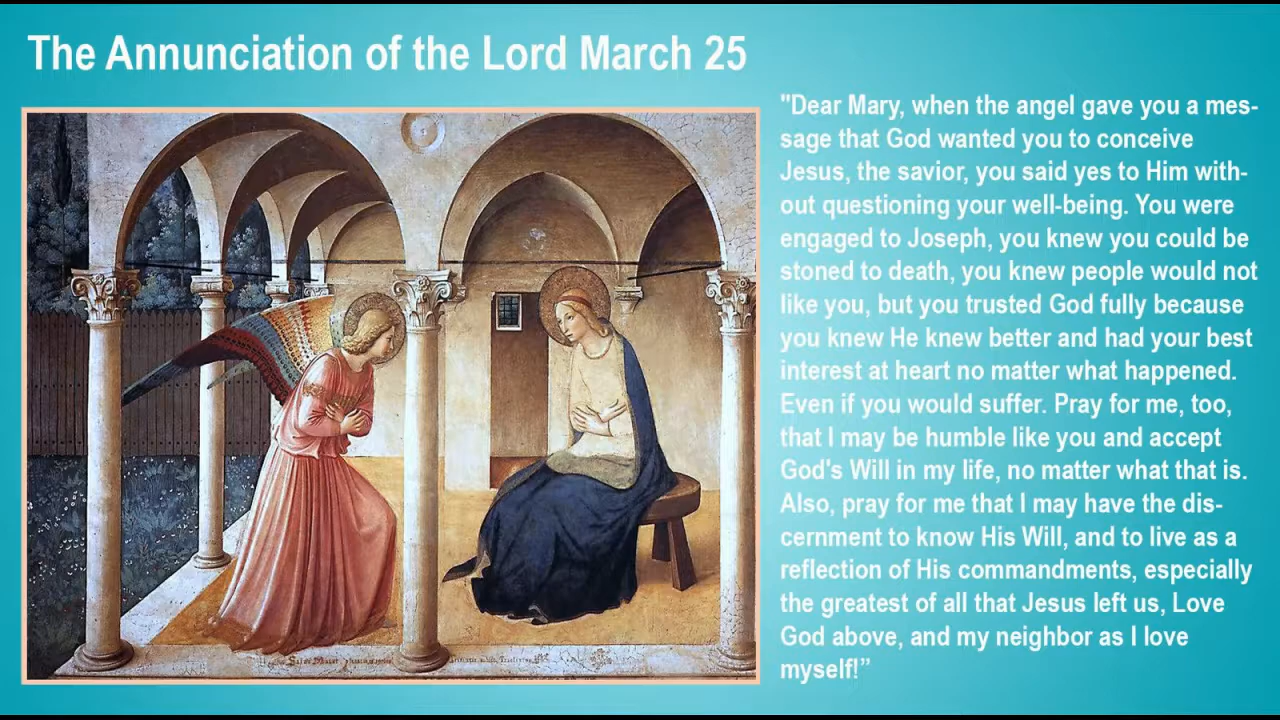 The Annunciation of the Lord March 25
"Dear Mary, when the angel gave you a mes-
sage that God wanted you to conceive
Jesus, the savior, you said yes to Him with-
out questioning your well-being. You were
engaged to Joseph, you knew you could be
stoned to death, you knew people would not
like you, but you trusted God fully because
you knew He knew better and had your best
interest at heart no matter what happened.
Even if you would suffer. Pray for me, too,
that I may be humble like you and accept
God's Will in my life, no matter what that is.
Also, pray for me that I may have the dis-
cernment to know His Will, and to live as a
reflection of His commandments, especially
the greatest of all that Jesus left us, Love
God above, and my neighbor as I love
myself!”